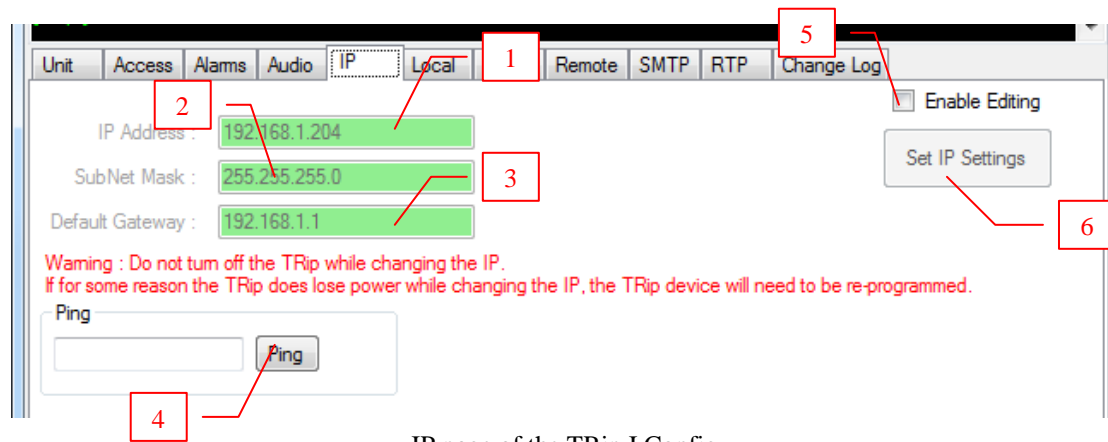 5
Unit Access Alarms Audio IP Local 1 Remote SMTP RTP Change Log
2
Enable Editing
IP Address : 192.168.1.204
Set IP Settings
SubNet Mask : 255.255.255.0
3
Default Gateway : 192.168.1.1
6
Warning : Do not turn off the TRip while changing the IP.
If for some reason the TRip does lose power while changing the IP, the TRip device will need to be re-programmed.
Ping
Ping
4